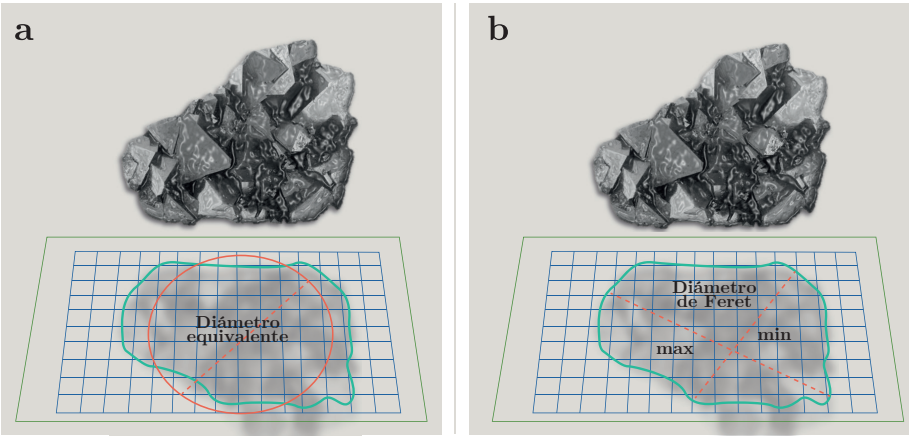 a
Diámetro
equivalente
b
Diámetro
de Feret
min
max